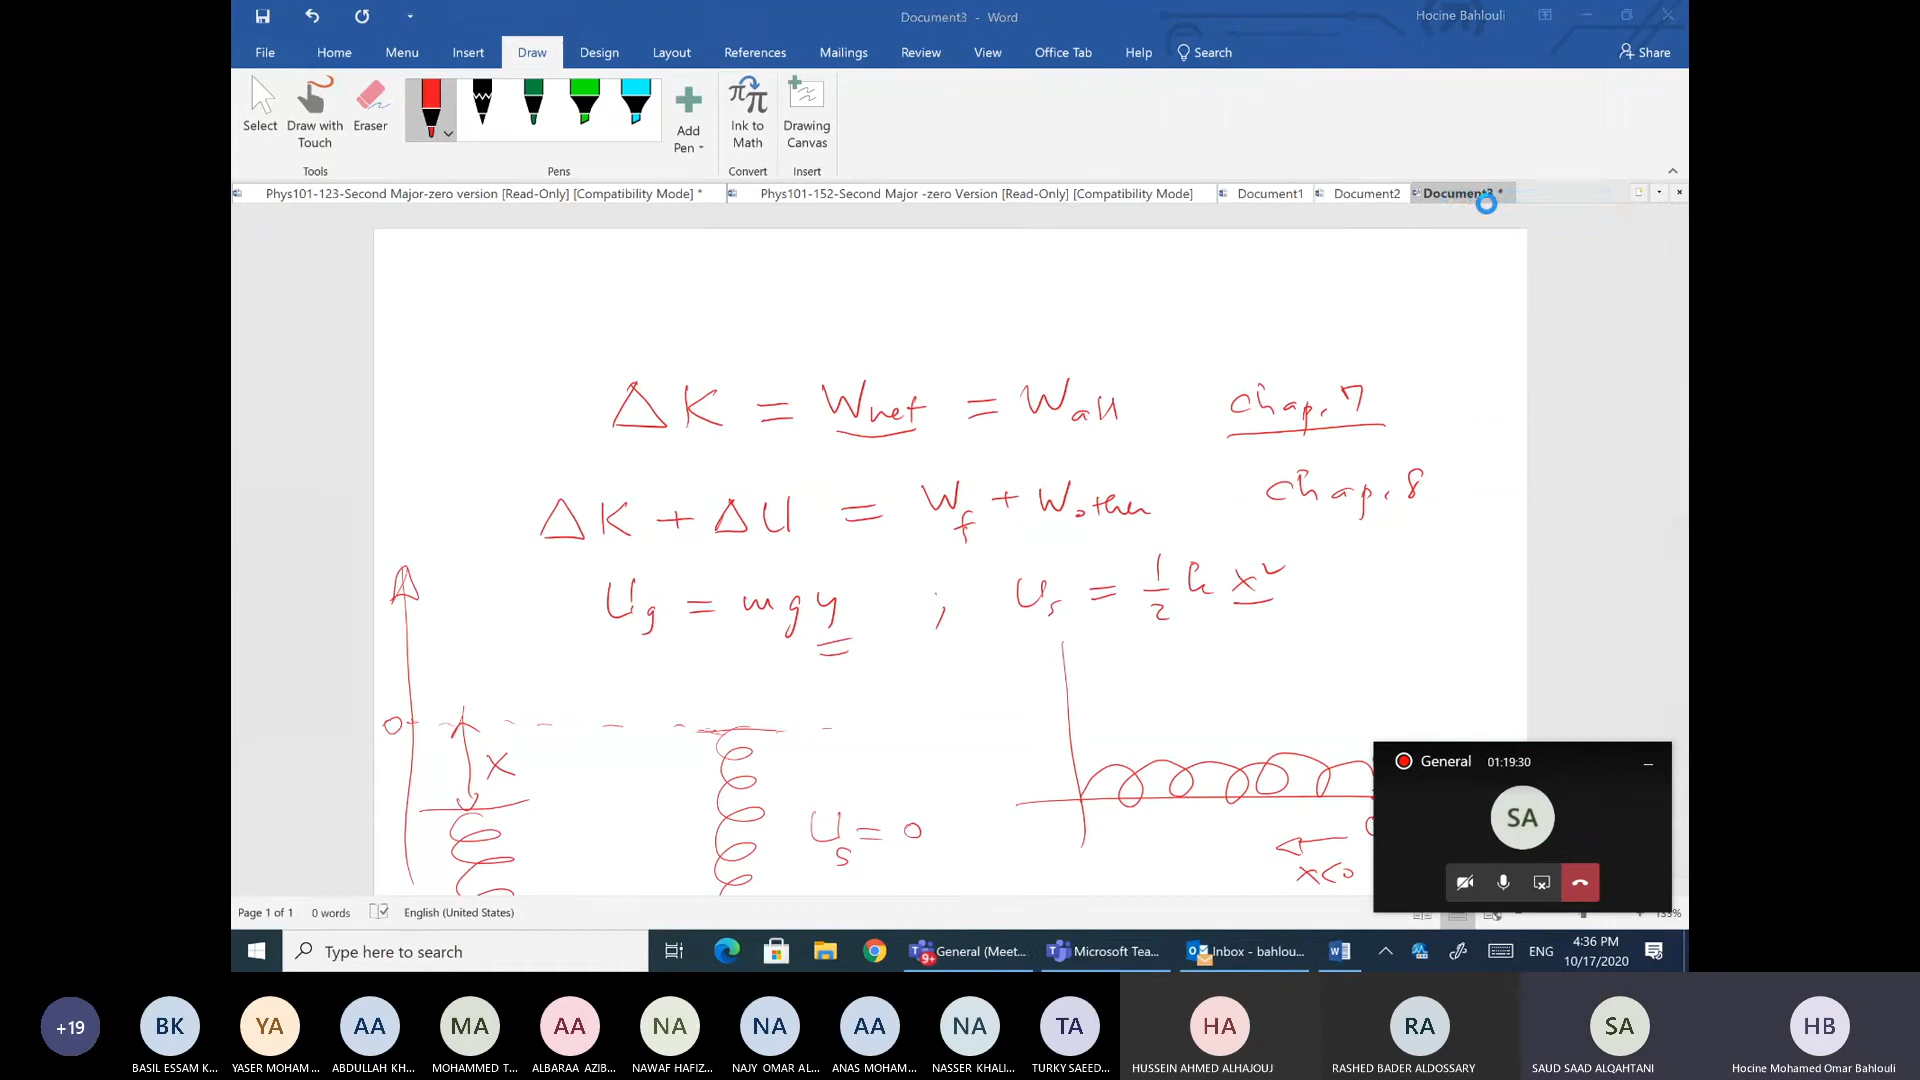 Document3 - Word
Hocine Bahlouli
File Home Menu Insert Draw Design Layout References Mailings Review View Office Tab Help Search Share
Select
Draw with Touch
Eraser
Add Pen
Ink to Math
Drawing Canvas
Tools Pens Convert Insert
Phys101-123-Second Major-zero version [Read-Only] [Compatibility Mode] * Phys101-152-Second Major -zero Version [Read-Only] [Compatibility Mode] Document1 Document2 Document3 *
ΔK = Wnet = Wall chap. 7
ΔK + ΔU = Wf + Wother chap. 8
Ug = mgy ; Us = 1/2 k x²
0
x
Us = 0
x<0
General 01:19:30
SA
Page 1 of 1 0 words English (United States) 133%
Type here to search
9+
General (Meet... Microsoft Tea... Inbox - bahlou... ENG
4:36 PM
10/17/2020
+19 BK YA AA MA AA NA NA AA NA TA HA RA SA HB
BASIL ESSAM K... YASER MOHAM... ABDULLAH KH... MOHAMMED T... ALBARAA AZIB... NAWAF HAFIZ... NAJY OMAR AL... ANAS MOHAM... NASSER KHALI... TURKY SAEED... HUSSEIN AHMED ALHAJOUJ RASHED BADER ALDOSSARY SAUD SAAD ALQAHTANI Hocine Mohamed Omar Bahlouli